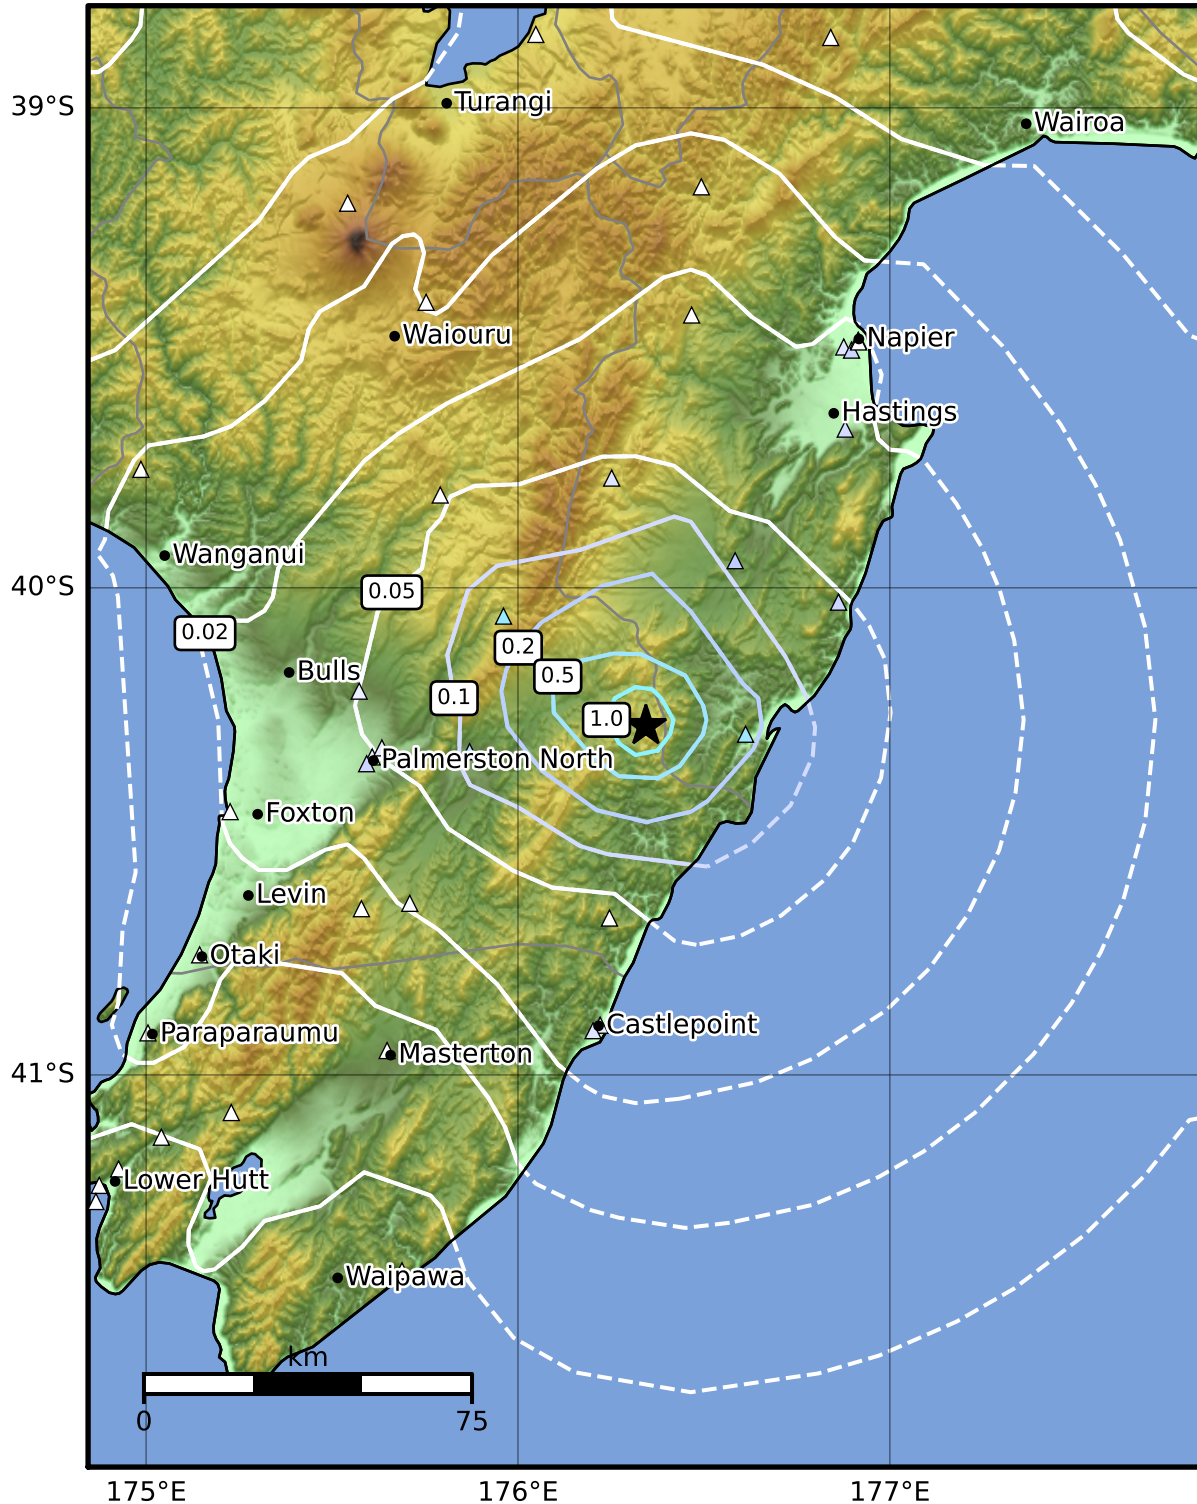 39°S
Turangi
Wairoa
Waiouru
Napier
Hastings
Wanganui
40°S
0.05
0.02
0.2
Bulls
0.5
0.1
1.0
Palmerston North
Foxton
Levin
Otaki
Castlepoint
Paraparaumu
Masterton
41°S
Lower Hutt
Waipawa
km
0
75
175°E
176°E
177°E